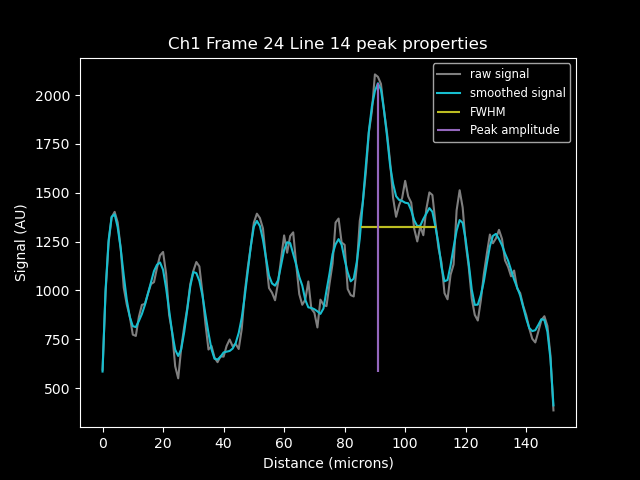 Ch1 Frame 24 Line 14 peak properties
raw signal
smoothed signal
FWHM
Peak amplitude
Signal (AU)
2000
1750
1500
1250
1000
750
500
0 20 40 60 80 100 120 140
Distance (microns)